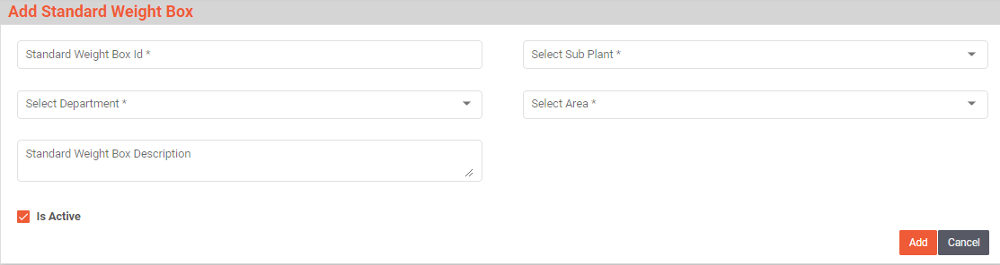 Add Standard Weight Box
Standard Weight Box Id *
Select Sub Plant *
Select Department *
Select Area *
Standard Weight Box Description
Is Active
Add
Cancel